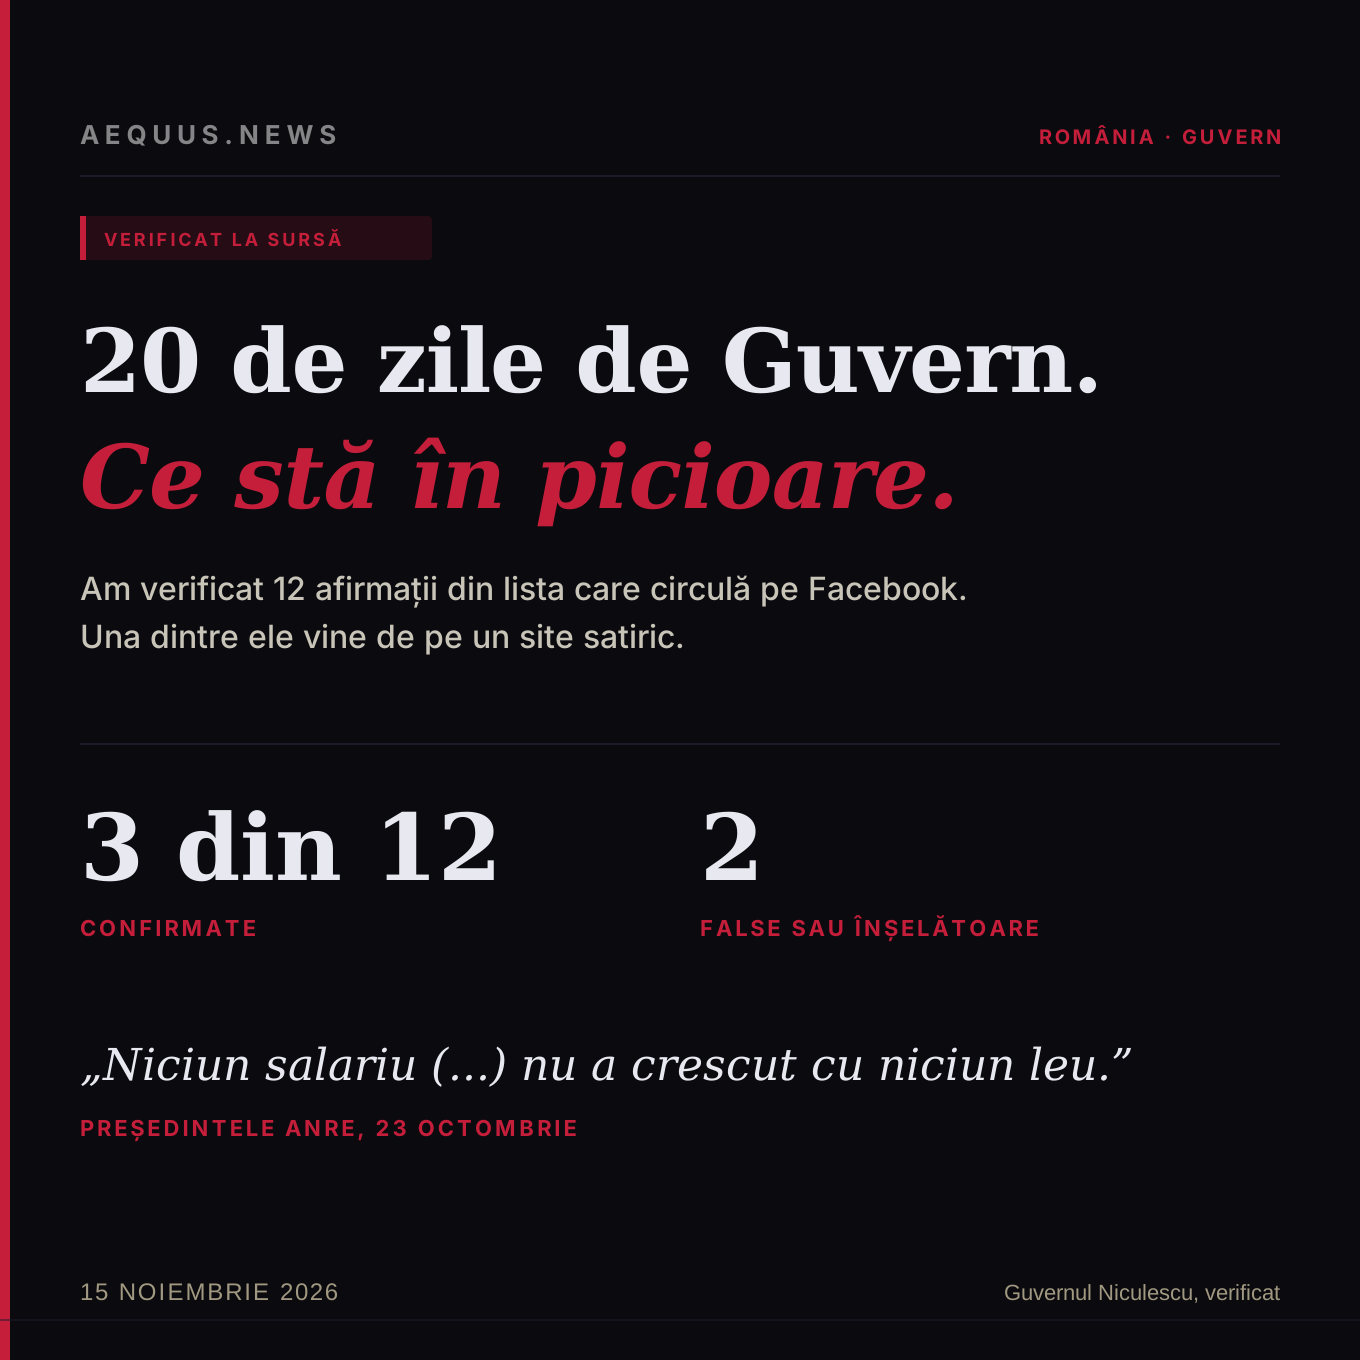 AEQUUS.NEWS
ROMÂNIA · GUVERN
VERIFICAT LA SURSĂ
20 de zile de Guvern.
Ce stă în picioare.
Am verificat 12 afirmații din lista care circulă pe Facebook.
Una dintre ele vine de pe un site satiric.
3 din 12
2
CONFIRMATE
FALSE SAU ÎNȘELĂTOARE
„Niciun salariu (...) nu a crescut cu niciun leu.”
PREȘEDINTELE ANRE, 23 OCTOMBRIE
15 NOIEMBRIE 2026
Guvernul Niculescu, verificat